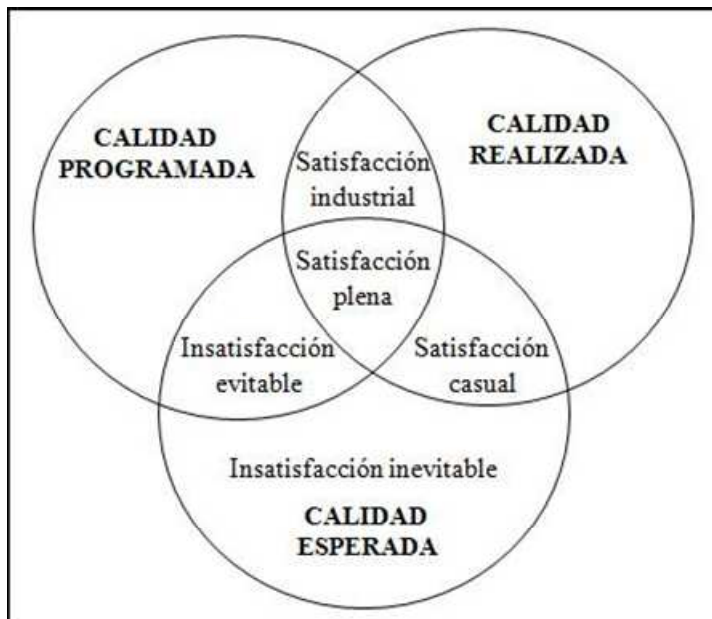 CALIDAD
PROGRAMADA
CALIDAD
REALIZADA
Satisfacción
industrial
Satisfacción
plena
Insatisfacción
evitable
Satisfacción
casual
Insatisfacción inevitable
CALIDAD
ESPERADA